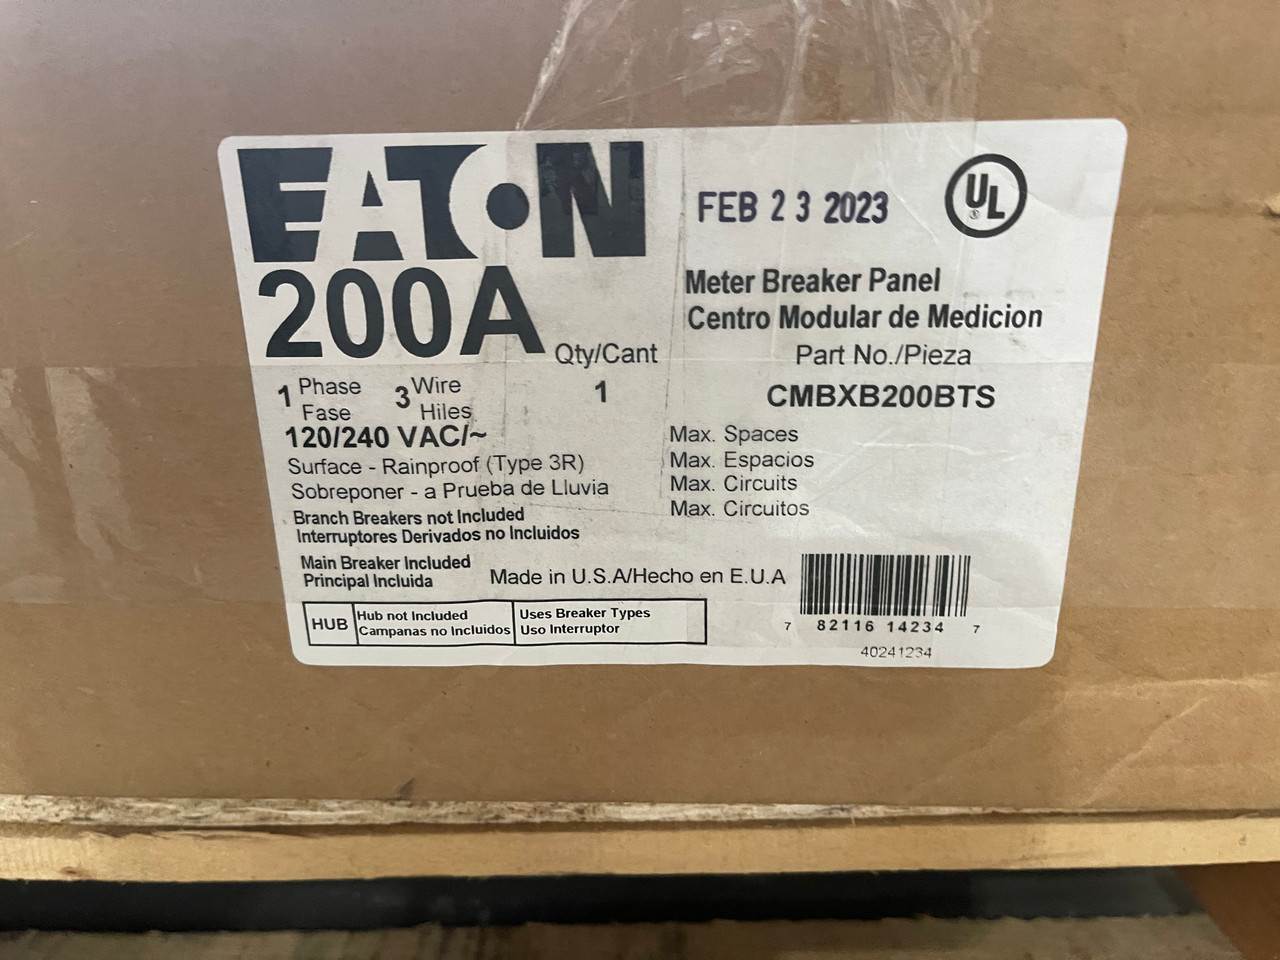 EATON
200A
Qty/Cant
1 Phase 3 Wire 1
Fase Hiles
120/240 VAC/~
Surface - Rainproof (Type 3R)
Sobreponer - a Prueba de Lluvia
Branch Breakers not Included
Interruptores Derivados no Incluidos
Main Breaker Included
Principal Incluida
Made in U.S.A/Hecho en E.U.A
HUB
Hub not Included
Campanas no Incluidos
Uses Breaker Types
Uso Interruptor
FEB 23 2023
UL
®
Meter Breaker Panel
Centro Modular de Medicion
Part No./Pieza
CMBXB200BTS
Max. Spaces
Max. Espacios
Max. Circuits
Max. Circuitos
7 82116 14234 7
40241234